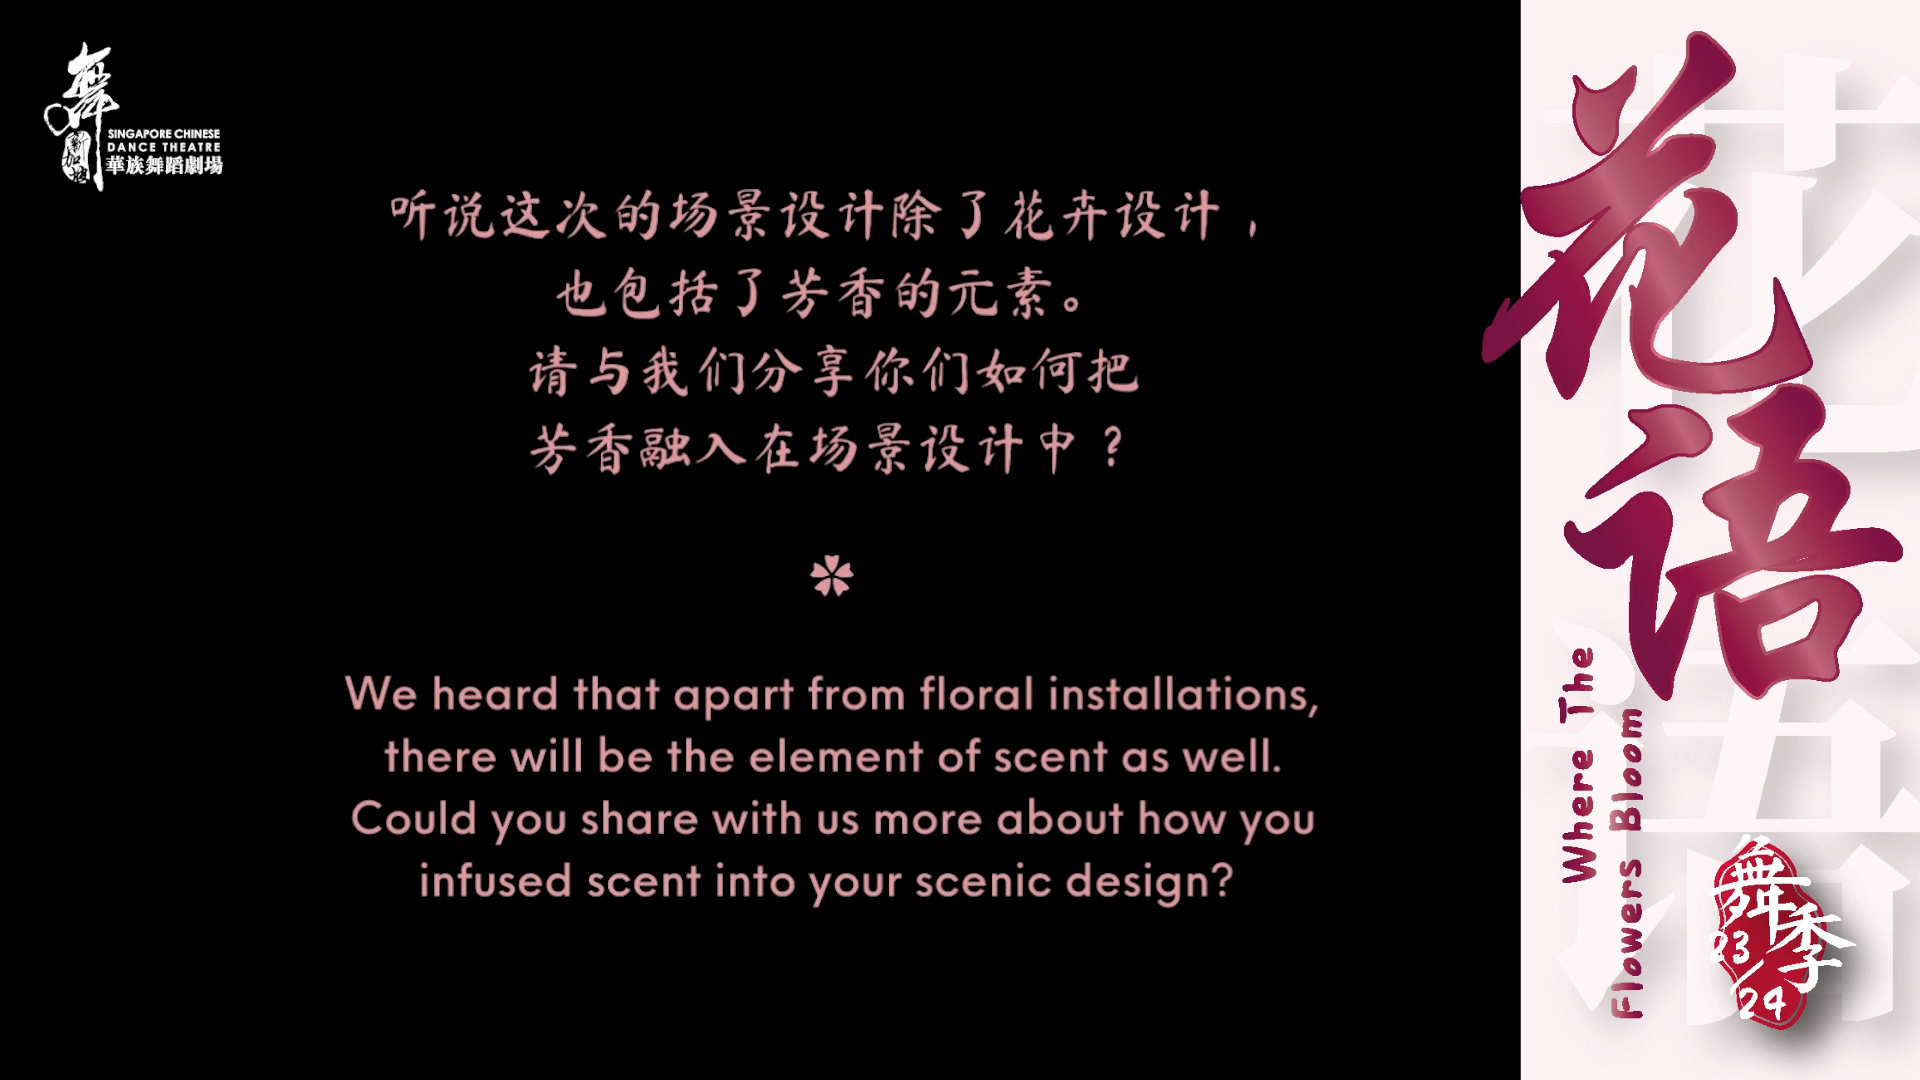 舞
新加坡
SINGAPORE CHINESE
DANCE THEATRE
華族舞蹈劇場
听说这次的场景设计除了花卉设计，
也包括了芳香的元素。
请与我们分享你们如何把
芳香融入在场景设计中？
We heard that apart from floral installations,
there will be the element of scent as well.
Could you share with us more about how you
infused scent into your scenic design?
花语
Where The
Flowers Bloom
舞季
23/24